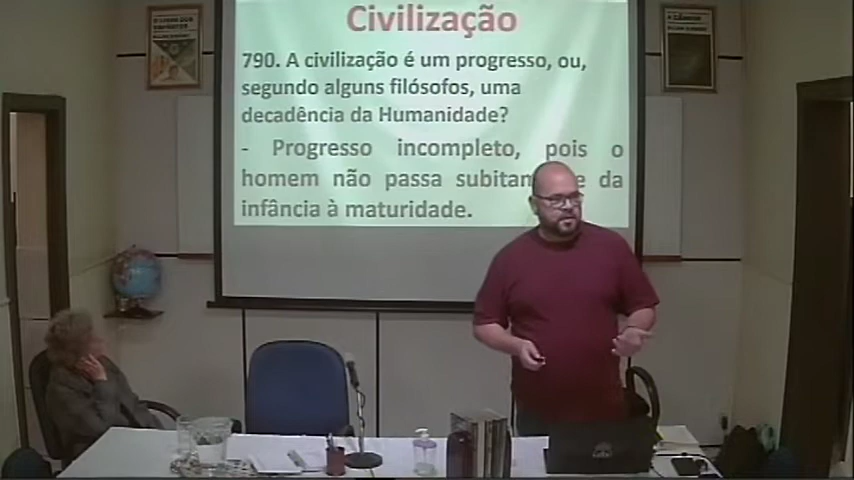 Civilização
790. A civilização é um progresso, ou,
segundo alguns filósofos, uma
decadência da Humanidade?
- Progresso incompleto, pois o
homem não passa subitan e da
infância à maturidade.